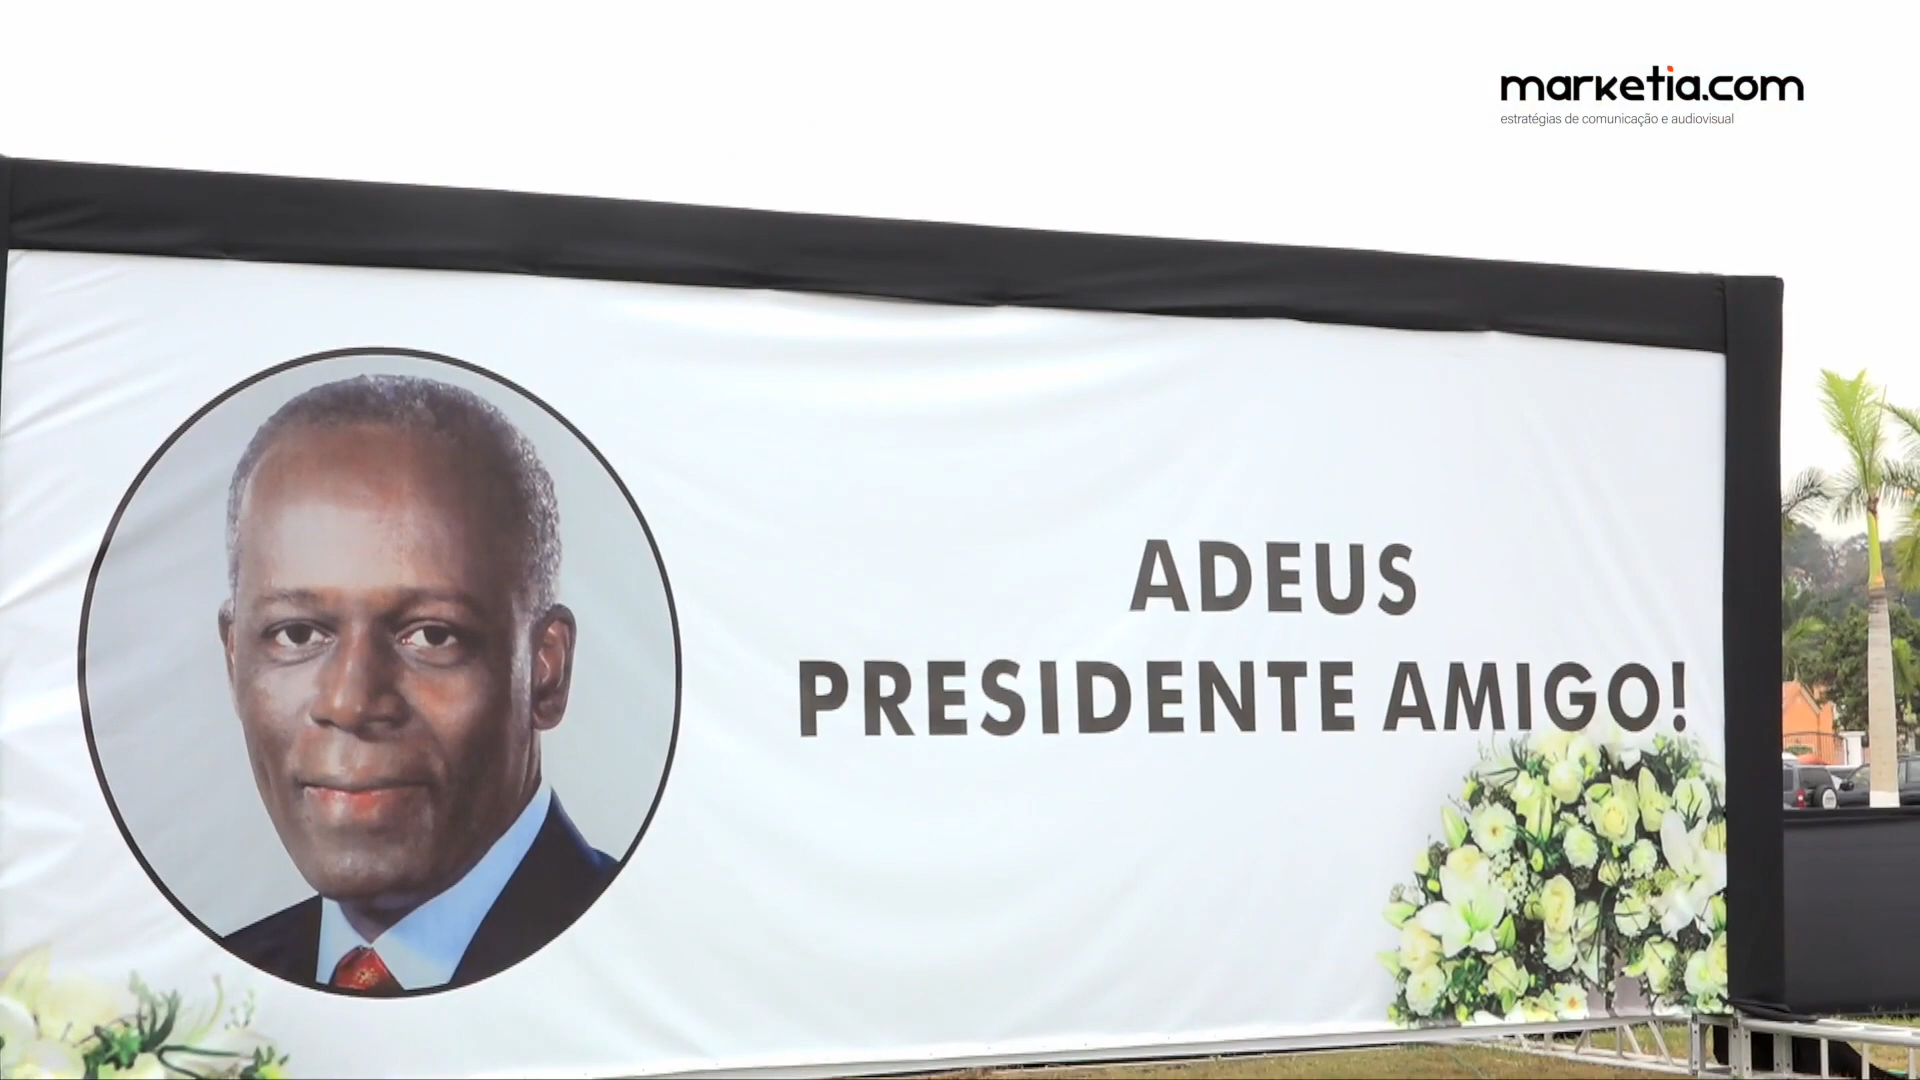 marketia.com
estratégias de comunicação e audiovisual
ADEUS
PRESIDENTE AMIGO!